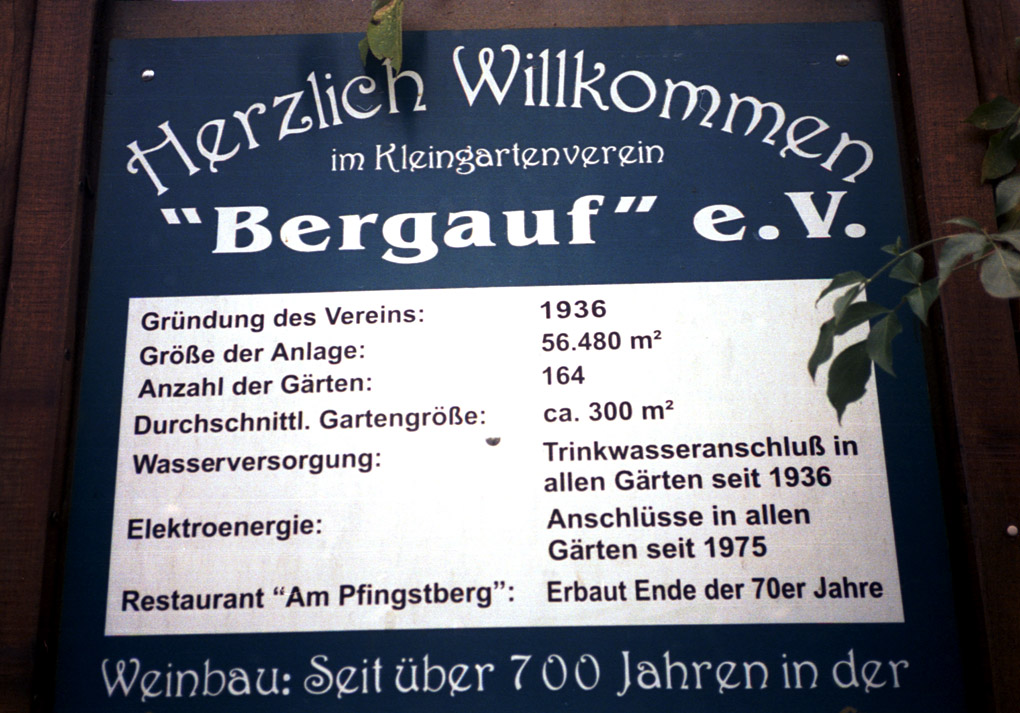 Herzlich Willkommen
im Kleingartenverein
"Bergauf" e.V.
Gründung des Vereins: 1936
Größe der Anlage: 56.480 m²
Anzahl der Gärten: 164
Durchschnittl. Gartengröße: ca. 300 m²
Wasserversorgung: Trinkwasseranschluß in
allen Gärten seit 1936
Elektroenergie: Anschlüsse in allen
Gärten seit 1975
Restaurant “Am Pfingstberg”: Erbaut Ende der 70er Jahre
Weinbau: Seit über 700 Jahren in der